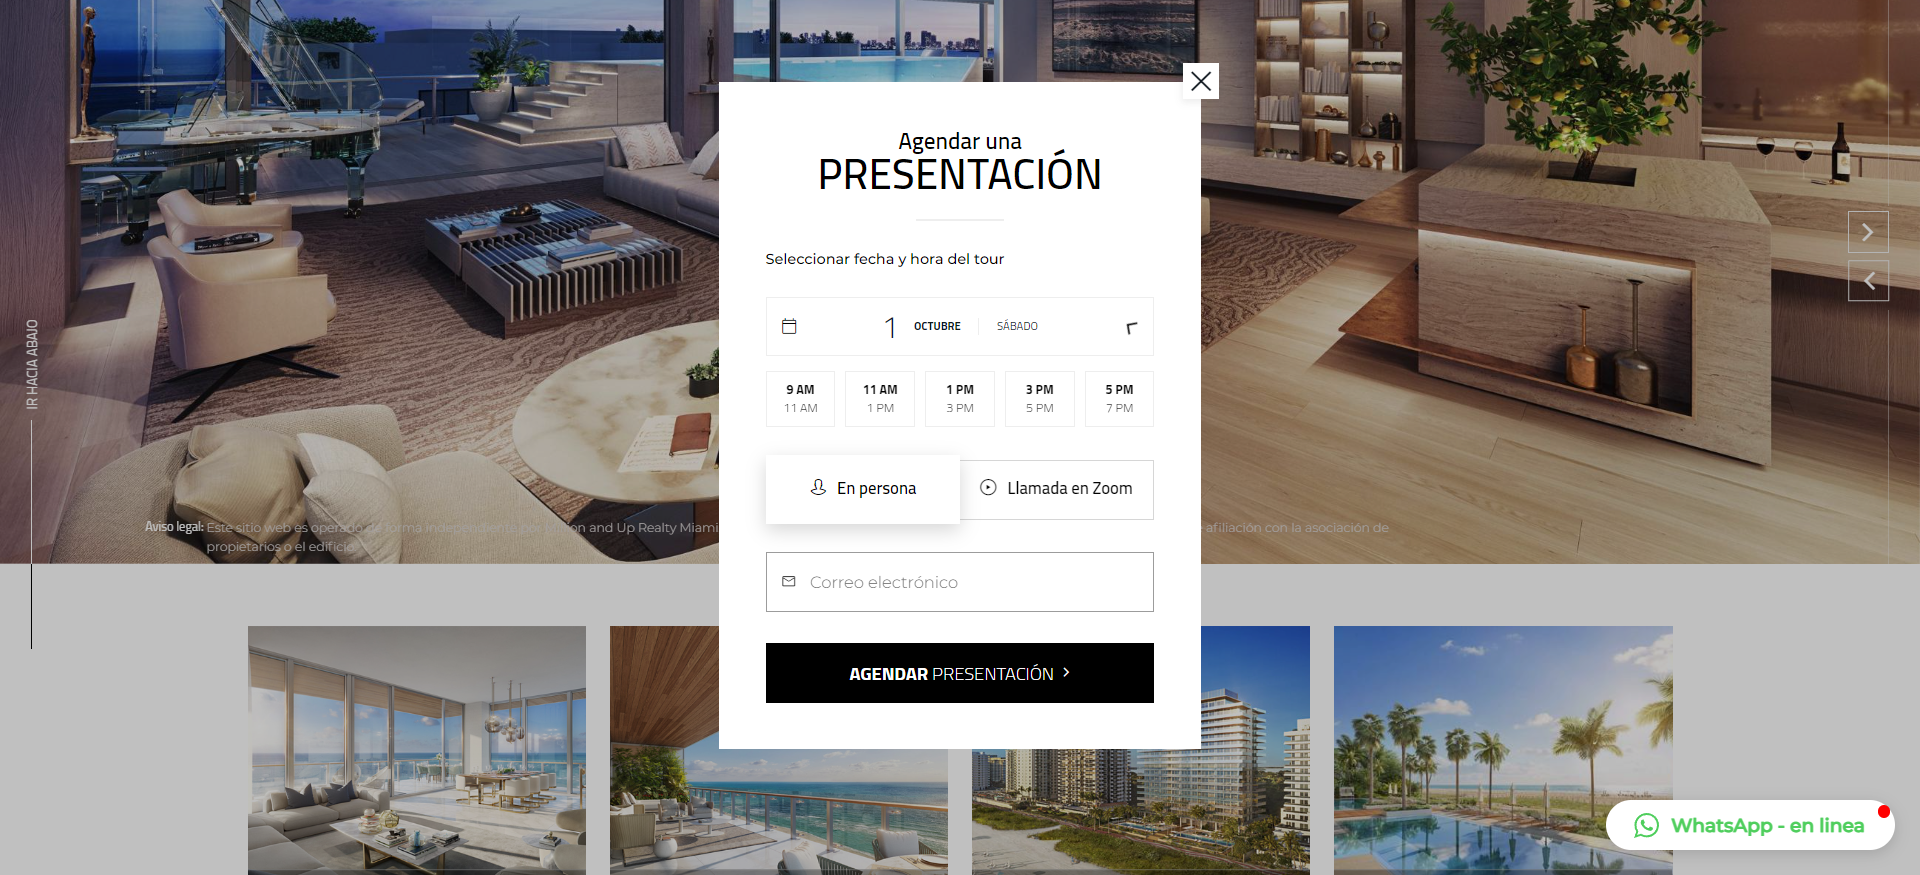 Agendar una
PRESENTACIÓN
Seleccionar fecha y hora del tour
1 OCTUBRE SÁBADO
9 AM 11 AM 1 PM 3 PM 5 PM
11 AM 1 PM 3 PM 5 PM 7 PM
En persona Llamada en Zoom
Correo electrónico
AGENDAR PRESENTACIÓN
IR HACIA ABAJO
Aviso legal: Este sitio web es operado de forma independiente por and Up Realty Miami afiliación con la asociación de
propietarios o el edificio
WhatsApp - en linea